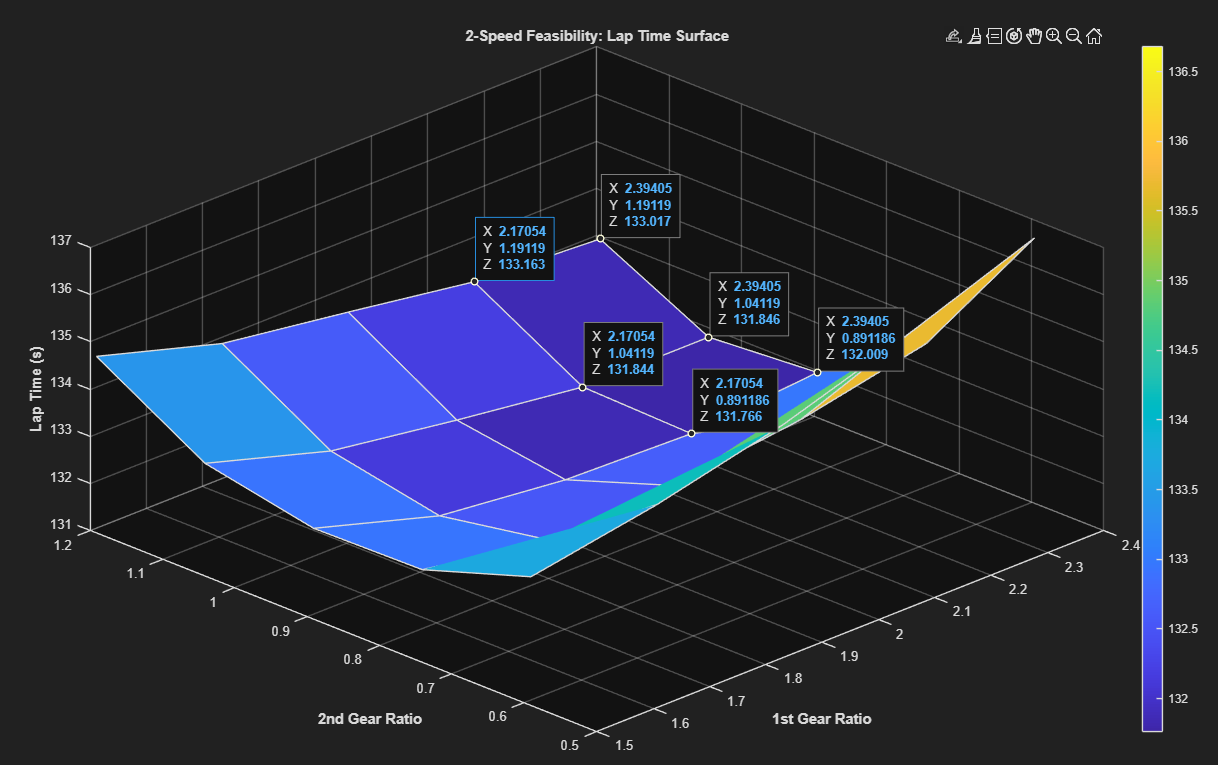 2-Speed Feasibility: Lap Time Surface
X 2.39405
Y 1.19119
Z 133.017
X 2.17054
Y 1.19119
Z 133.163
X 2.39405
Y 1.04119
Z 131.846
X 2.39405
Y 0.891186
Z 132.009
X 2.17054
Y 1.04119
Z 131.844
X 2.17054
Y 0.891186
Z 131.766
Lap Time (s)
137
136
135
134
133
132
131
1.2
1.1
1
0.9
0.8
0.7
0.6
0.5
2nd Gear Ratio
1.5
1.6
1.7
1.8
1.9
2
2.1
2.2
2.3
2.4
1st Gear Ratio
136.5
136
135.5
135
134.5
134
133.5
133
132.5
132